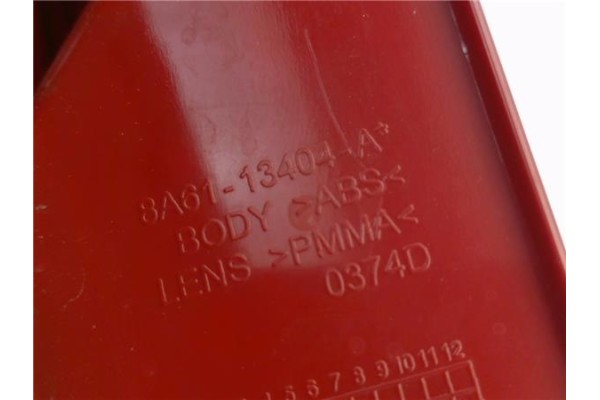 8A61-13404-A*
BODY >ABS<
LENS >PMMA<
0374D
5 6 7 8 9 10 11 12